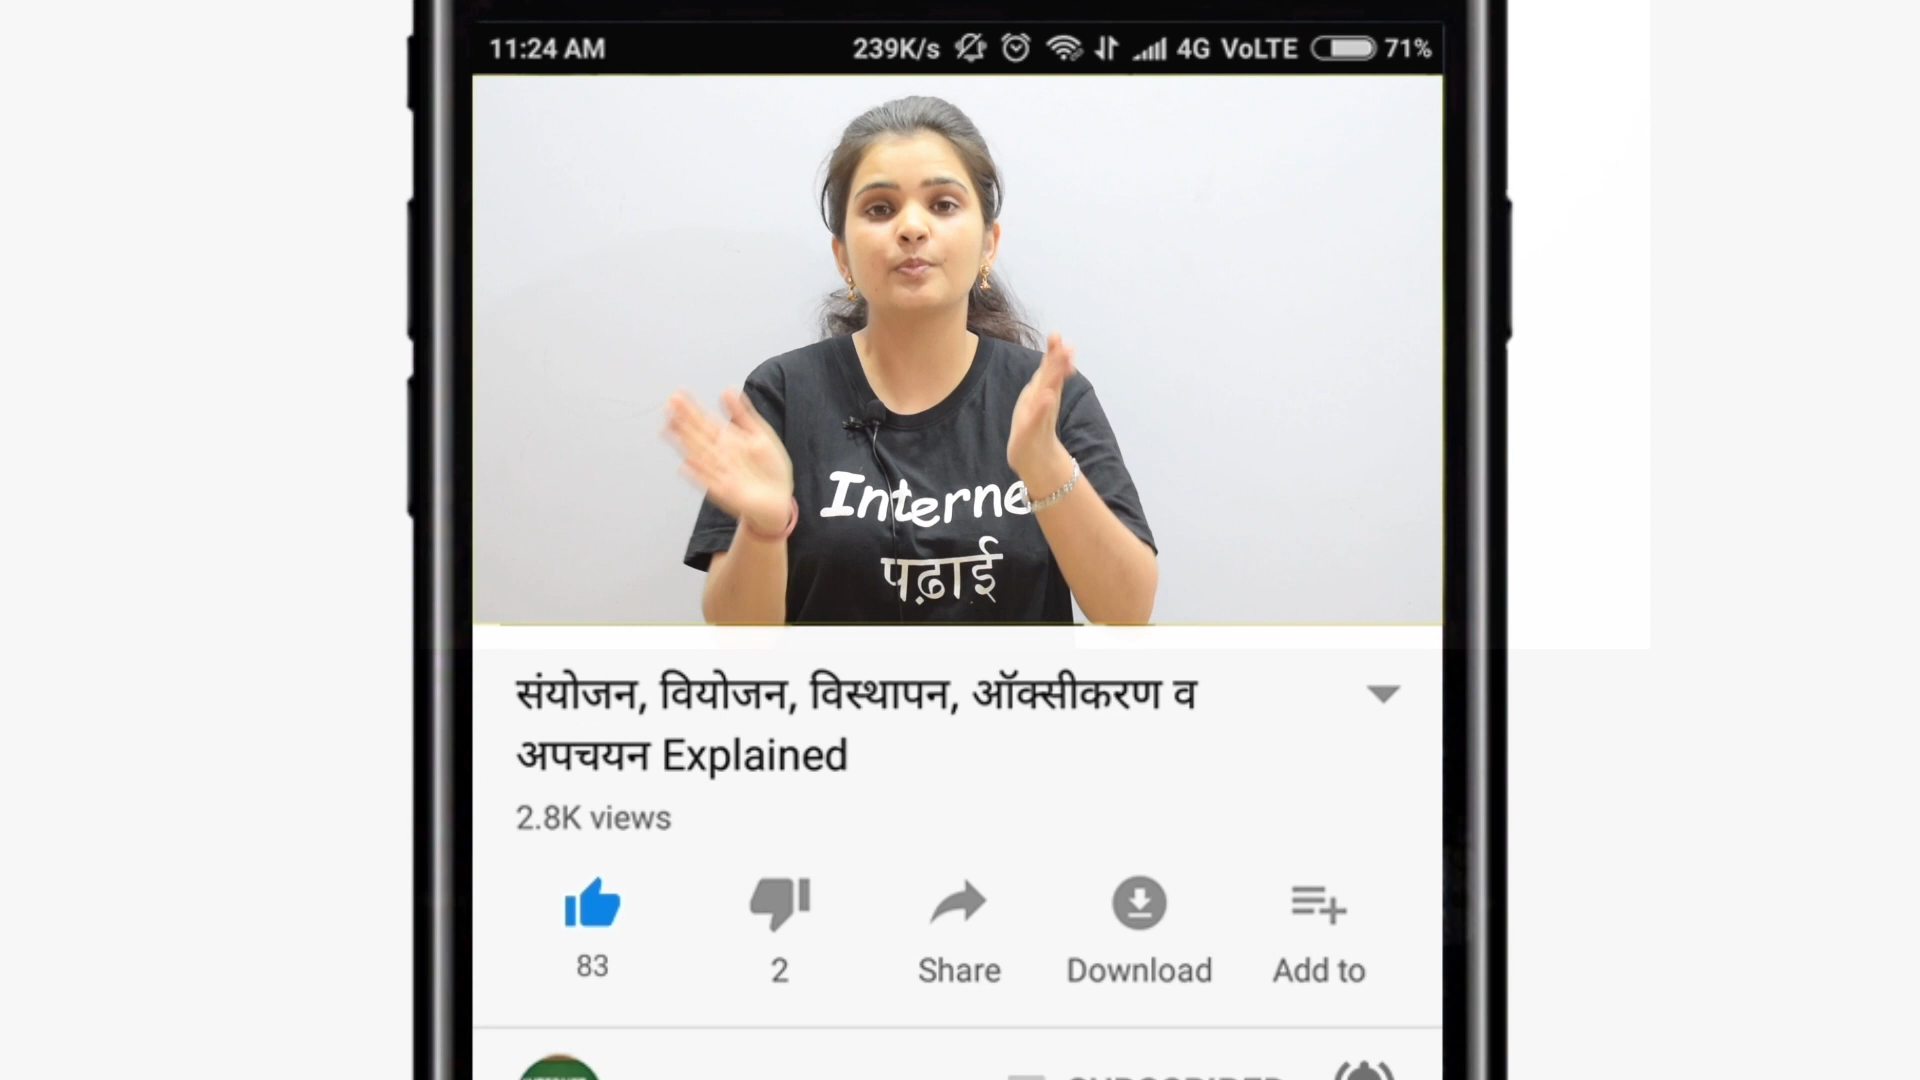 11:24 AM 239K/s 4G VoLTE 71%
Interne
पढ़ाई
संयोजन, वियोजन, विस्थापन, ऑक्सीकरण व
अपचयन Explained
2.8K views
83 2 Share Download Add to